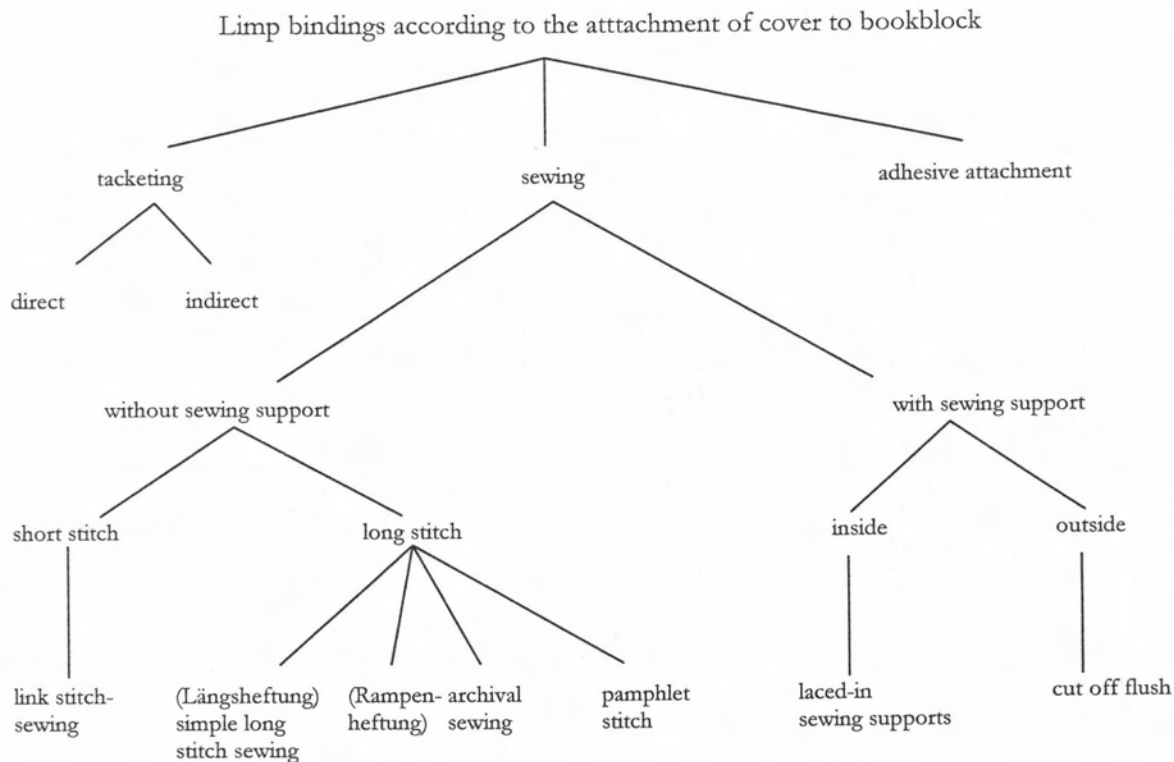 Limp bindings according to the atttachment of cover to bookblock
tacketing
sewing
adhesive attachment
direct
indirect
without sewing support
with sewing support
short stitch
long stitch
inside
outside
link stitch-
sewing
(Längsheftung)
simple long
stitch sewing
(Rampen-
heftung)
archival
sewing
pamphlet
stitch
laced-in
sewing supports
cut off flush